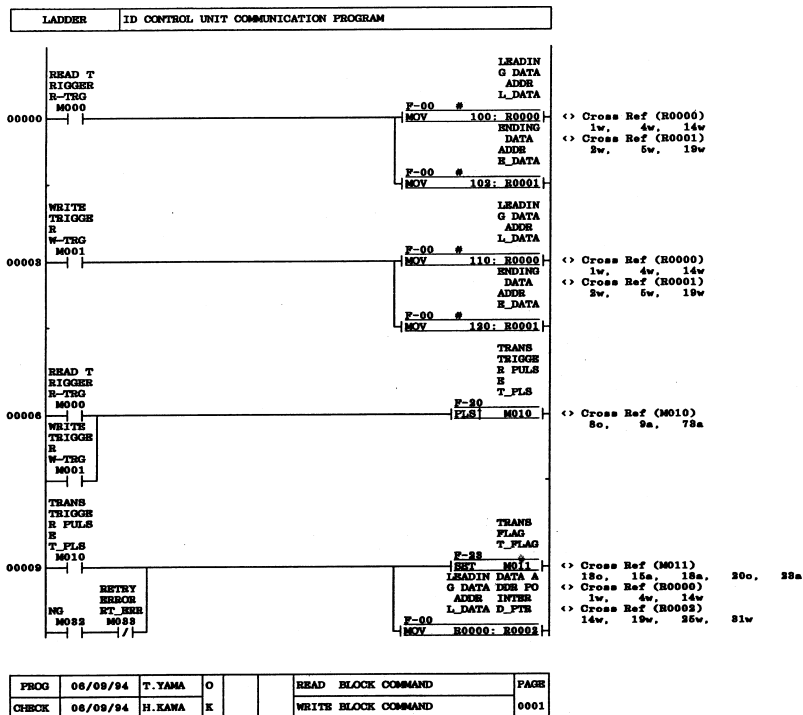 LADDER ID CONTROL UNIT COMMUNICATION PROGRAM
READ T
RIGGER
R-TRG
M000
00000
LEADIN
G DATA
ADDR
L_DATA
F-00 #
MOV 100: R0000
<> Cross Ref (R0000)
1w, 4w, 14w
ENDING
DATA
ADDR
E_DATA
<> Cross Ref (R0001)
2w, 5w, 19w
F-00 #
MOV 102: R0001
WRITE
TRIGGE
R
W-TRG
M001
00003
LEADIN
G DATA
ADDR
L_DATA
F-00 #
MOV 110: R0000
<> Cross Ref (R0000)
1w, 4w, 14w
ENDING
DATA
ADDR
E_DATA
<> Cross Ref (R0001)
2w, 5w, 19w
F-00 #
MOV 120: R0001
READ T
RIGGER
R-TRG
M000
00006
TRANS
TRIGGE
R PULS
E
T_PLS
F-20
PLS↑ M010
<> Cross Ref (M010)
8o, 9a, 73a
WRITE
TRIGGE
R
W-TRG
M001
TRANS
TRIGGE
R PULS
E
T_PLS
M010
00009
TRANS
FLAG
T_FLAG
F-23
SET M011
<> Cross Ref (M011)
13o, 15a, 18a, 20o, 23a
LEADIN DATA A
G DATA DDR PO
ADDR INTER
L_DATA D_PTR
<> Cross Ref (R0000)
1w, 4w, 14w
<> Cross Ref (R0002)
14w, 19w, 25w, 31w
F-00
MOV R0000: R0002
NG
M032
RETRY
ERROR
RT_ERR
M033
PROG 06/09/94 T.YAMA O READ BLOCK COMMAND PAGE
CHECK 06/09/94 H.KAWA K WRITE BLOCK COMMAND 0001